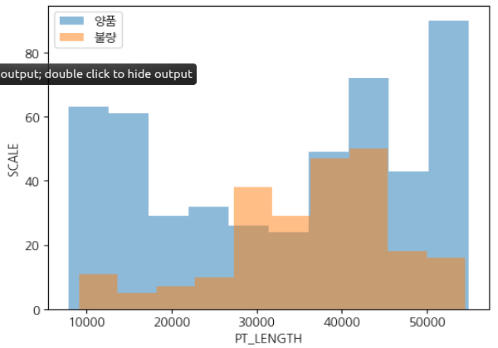 양품
불량
output; double click to hide output
80
60
40
20
0
SCALE
10000 20000 30000 40000 50000
PT_LENGTH